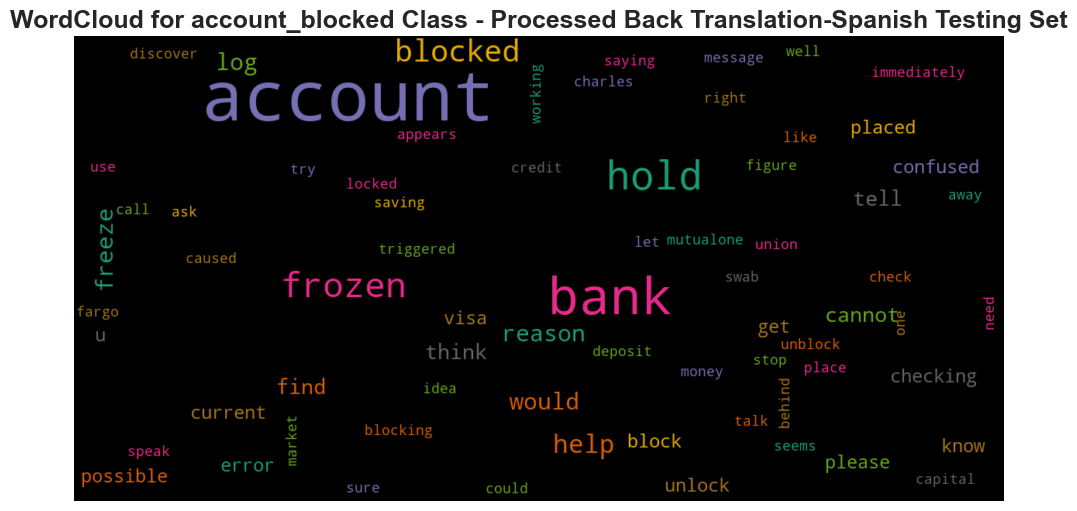 WordCloud for account_blocked Class - Processed Back Translation-Spanish Testing Set
discover
log
blocked
saying
message
well
account
working
charles
immediately
right
appears
like
placed
use
try
locked
credit
hold
figure
confused
call
ask
saving
tell
away
freeze
triggered
let
mutualone
union
caused
frozen
bank
swab
check
fargo
u
visa
reason
get
cannot
one
need
think
deposit
unblock
stop
place
money
checking
find
idea
would
behind
current
market
blocking
help
block
talk
seems
know
speak
possible
error
please
sure
could
unlock
capital